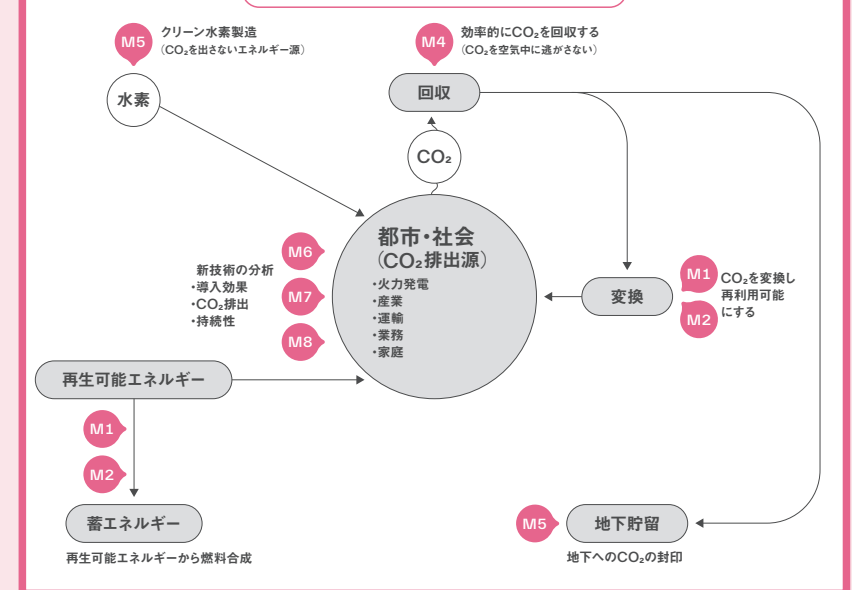 M5
クリーン水素製造
（CO₂を出さないエネルギー源）
水素
M4
効率的にCO₂を回収する
（CO₂を空気中に逃がさない）
回収
CO₂
都市・社会
（CO₂排出源）
・火力発電
・産業
・運輸
・業務
・家庭
M6
M7
M8
新技術の分析
・導入効果
・CO₂排出
・持続性
変換
M1
M2
CO₂を変換し
再利用可能
にする
再生可能エネルギー
M1
M2
蓄エネルギー
再生可能エネルギーから燃料合成
M5
地下貯留
地下へのCO₂の封印